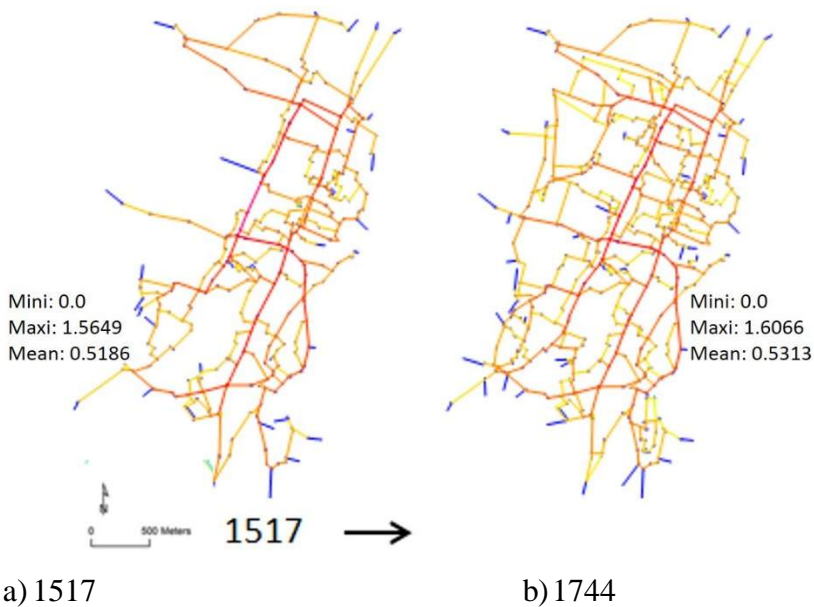 Mini: 0.0
Maxi: 1.5649
Mean: 0.5186
Mini: 0.0
Maxi: 1.6066
Mean: 0.5313
N
0 500 Meters
1517
a) 1517 b) 1744